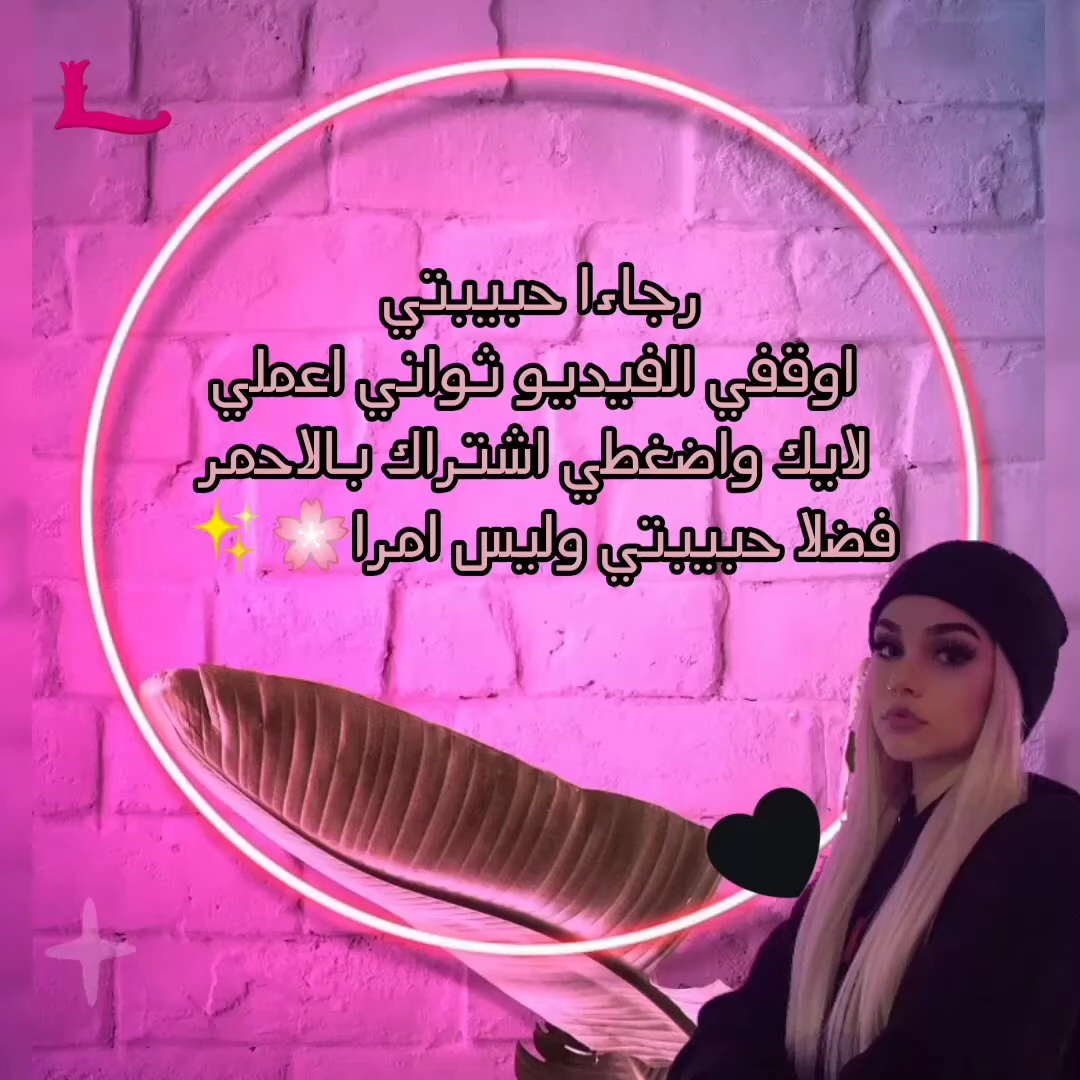 L
رجاءا حبيبتي
اوقفي الفيديو ثواني اعملي
لايك واضغطي اشتراك بالاحمر
فضلا حبيبتي وليس امرا🌸✨